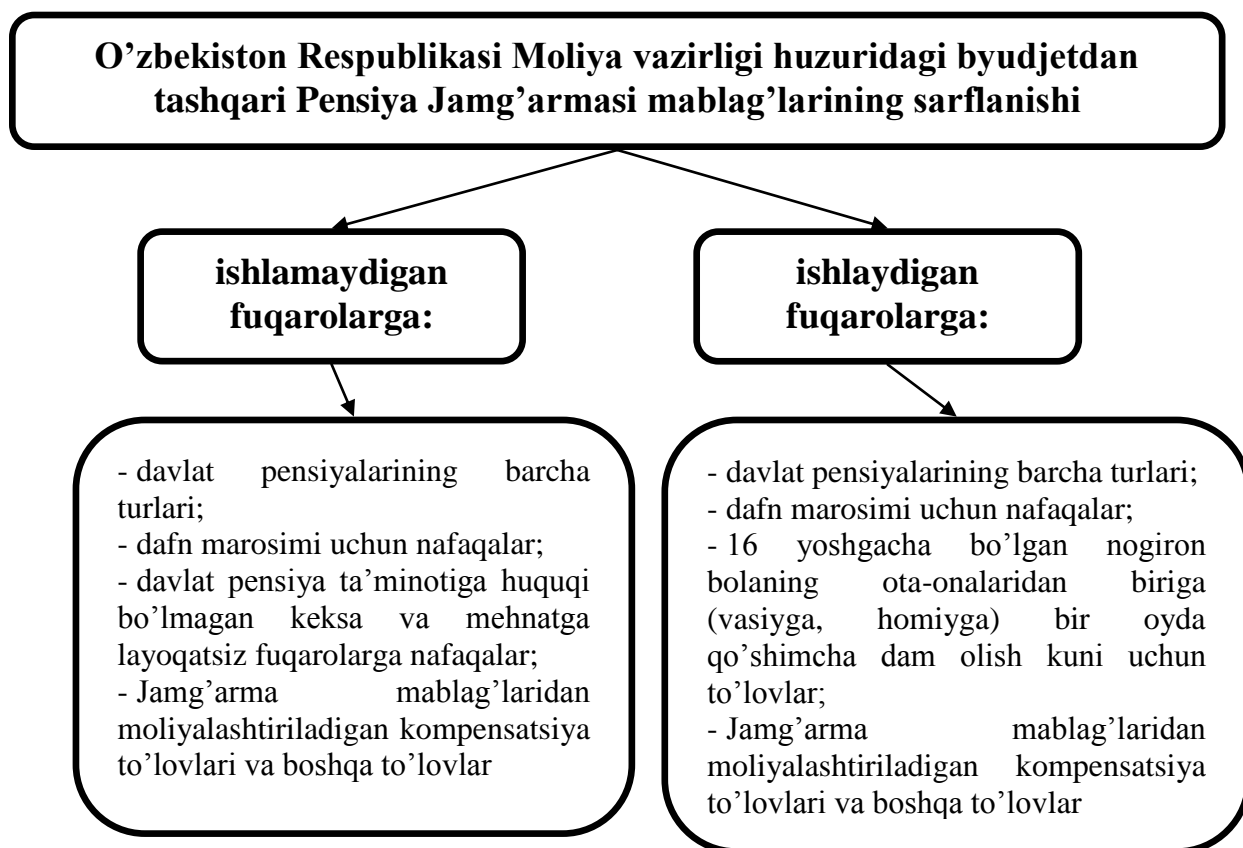 O’zbekiston Respublikasi Moliya vazirligi huzuridagi byudjetdan
tashqari Pensiya Jamg’armasi mablag’larining sarflanishi
ishlamaydigan
fuqarolarga:
ishlaydigan
fuqarolarga:
- davlat pensiyalarining barcha
turlari;
- dafn marosimi uchun nafaqalar;
- davlat pensiya ta’minotiga huquqi
bo’lmagan keksa va mehnatga
layoqatsiz fuqarolarga nafaqalar;
- Jamg’arma mablag’laridan
moliyalashtiriladigan kompensatsiya
to’lovlari va boshqa to’lovlar
- davlat pensiyalarining barcha turlari;
- dafn marosimi uchun nafaqalar;
- 16 yoshgacha bo’lgan nogiron
bolaning ota-onalaridan biriga
(vasiyga, homiyga) bir oyda
qo’shimcha dam olish kuni uchun
to’lovlar;
- Jamg’arma mablag’laridan
moliyalashtiriladigan kompensatsiya
to’lovlari va boshqa to’lovlar